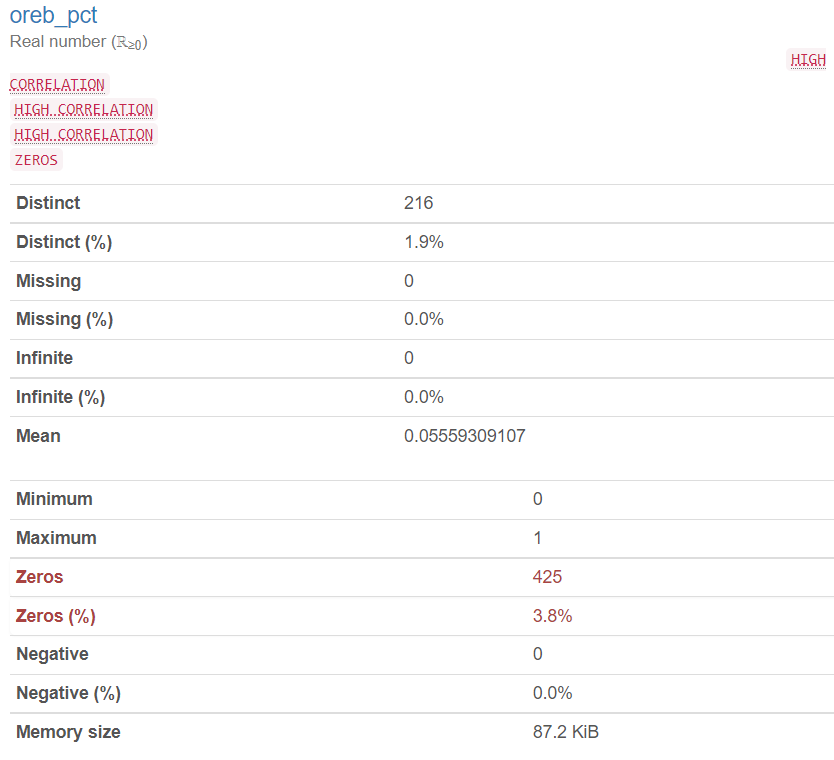 oreb_pct
Real number (ℝ≥0)
HIGH
CORRELATION
HIGH CORRELATION
HIGH CORRELATION
ZEROS
Distinct 216
Distinct (%) 1.9%
Missing 0
Missing (%) 0.0%
Infinite 0
Infinite (%) 0.0%
Mean 0.05559309107
Minimum 0
Maximum 1
Zeros 425
Zeros (%) 3.8%
Negative 0
Negative (%) 0.0%
Memory size 87.2 KiB